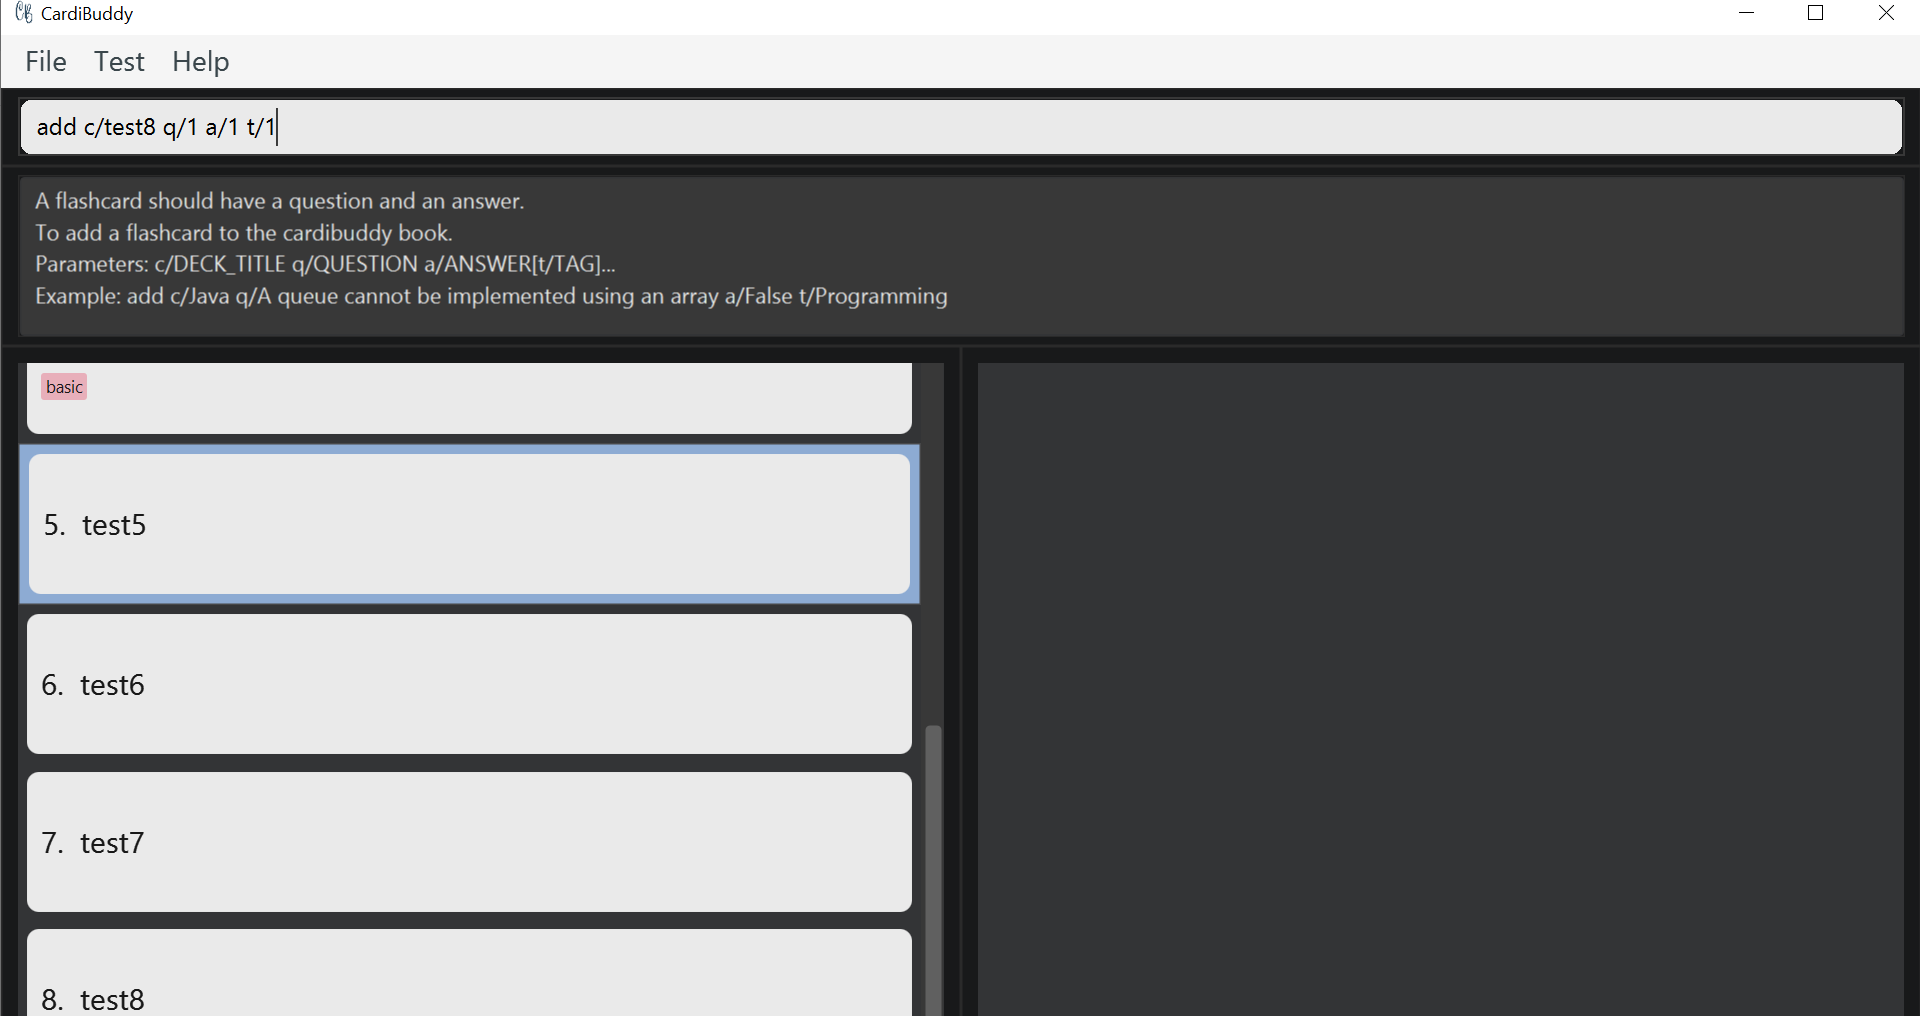 CardiBuddy
File Test Help
add c/test8 q/1 a/1 t/1
A flashcard should have a question and an answer.
To add a flashcard to the cardibuddy book.
Parameters: c/DECK_TITLE q/QUESTION a/ANSWER[t/TAG]...
Example: add c/Java q/A queue cannot be implemented using an array a/False t/Programming
basic
5. test5
6. test6
7. test7
8. test8